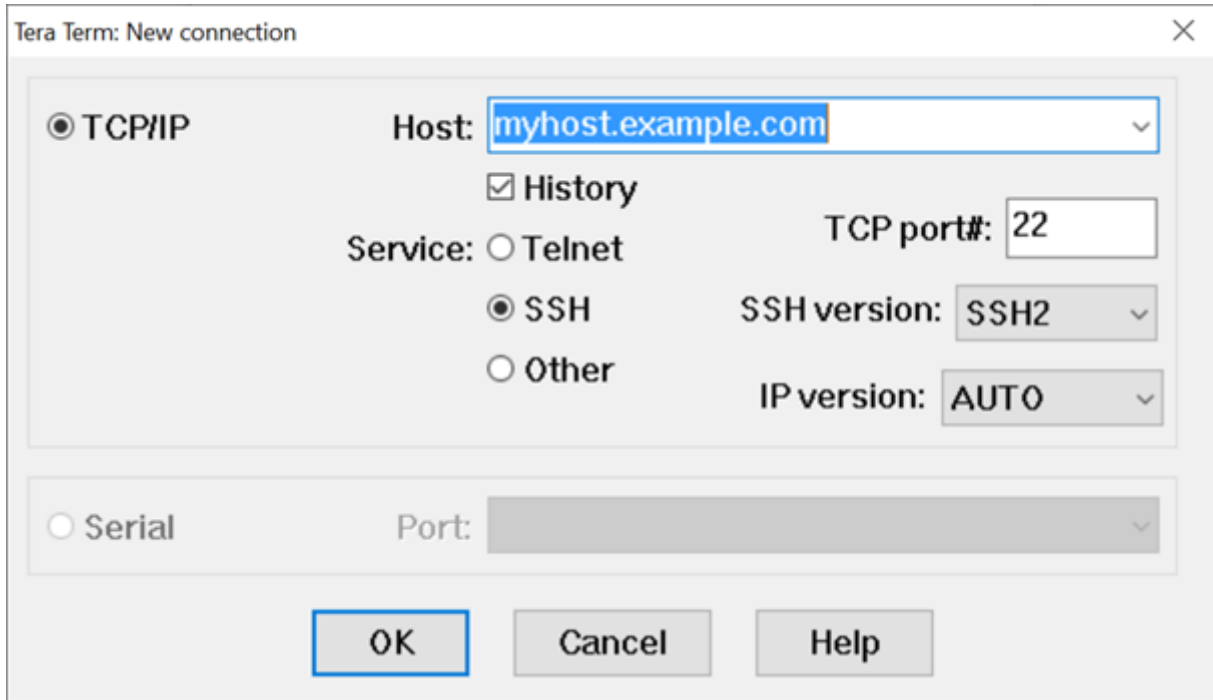 Tera Term: New connection
TCP/IP
Host: myhost.example.com
History
TCP port#: 22
Service: Telnet
SSH
SSH version: SSH2
Other
IP version: AUTO
Serial
Port:
OK
Cancel
Help